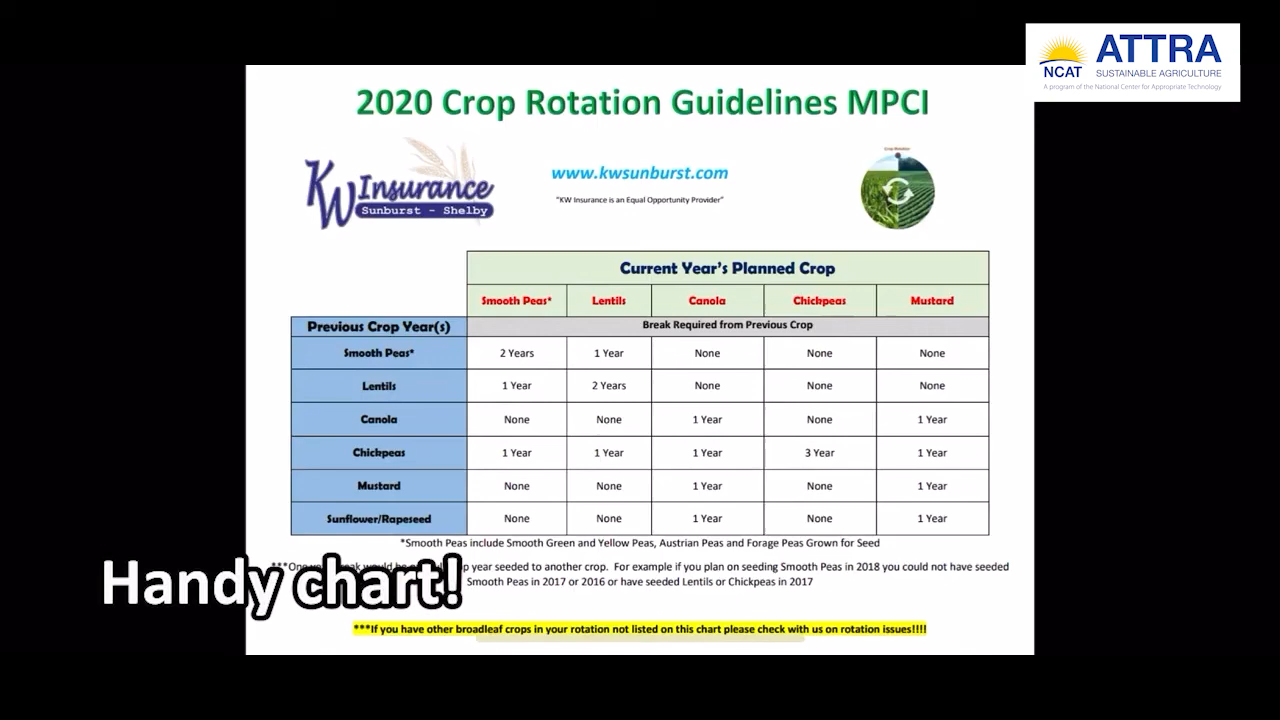 ATTRA
NCAT
SUSTAINABLE AGRICULTURE
A program of the National Center for Appropriate Technology
2020 Crop Rotation Guidelines MPCI
KW Insurance
Sunburst - Shelby
www.kwsunburst.com
"KW Insurance is an Equal Opportunity Provider"
Crop Rotation
Current Year's Planned Crop
Smooth Peas* Lentils Canola Chickpeas Mustard
Previous Crop Year(s) Break Required from Previous Crop
Smooth Peas* 2 Years 1 Year None None None
Lentils 1 Year 2 Years None None None
Canola None None 1 Year None 1 Year
Chickpeas 1 Year 1 Year 1 Year 3 Year 1 Year
Mustard None None 1 Year None 1 Year
Sunflower/Rapeseed None None 1 Year None 1 Year
*Smooth Peas include Smooth Green and Yellow Peas, Austrian Peas and Forage Peas Grown for Seed
year seeded to another crop. For example if you plan on seeding Smooth Peas in 2018 you could not have seeded
Smooth Peas in 2017 or 2016 or have seeded Lentils or Chickpeas in 2017
Handy chart!
***If you have other broadleaf crops in your rotation not listed on this chart please check with us on rotation issues!!!!